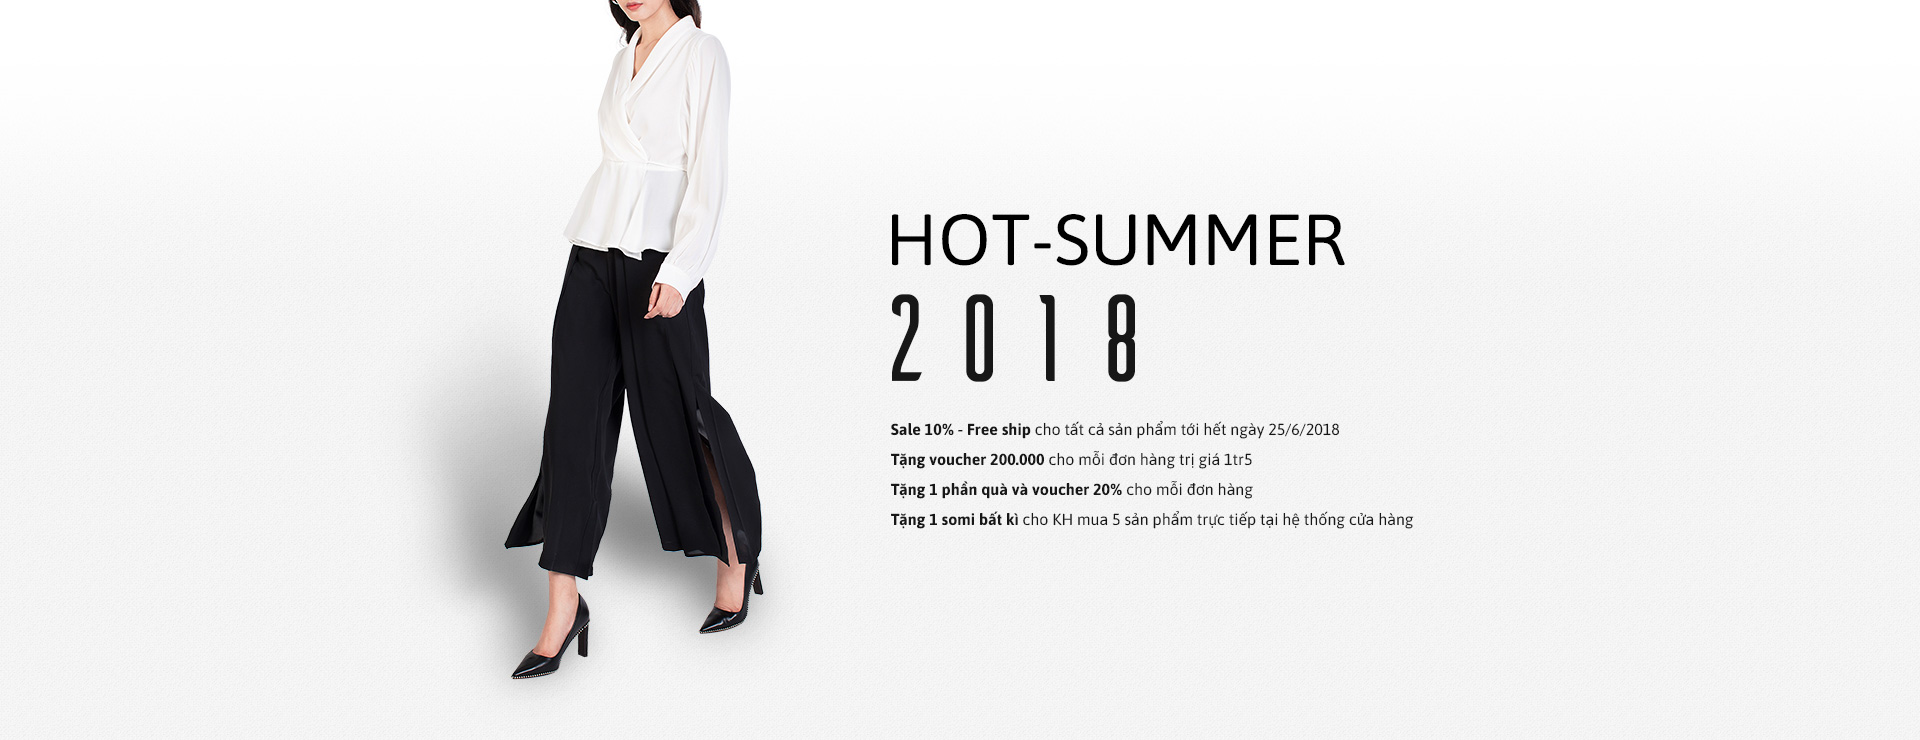 HOT-SUMMER
2018
Sale 10% - Free ship cho tất cả sản phẩm tới hết ngày 25/6/2018
Tặng voucher 200.000 cho mỗi đơn hàng trị giá 1tr5
Tặng 1 phần quà và voucher 20% cho mỗi đơn hàng
Tặng 1 somi bất kì cho KH mua 5 sản phẩm trực tiếp tại hệ thống cửa hàng